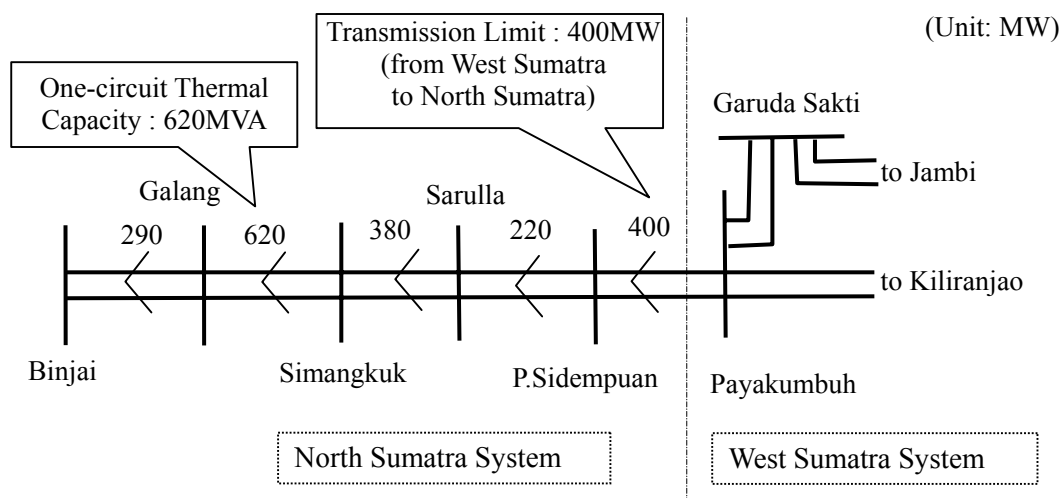 (Unit: MW)
Transmission Limit : 400MW
(from West Sumatra
to North Sumatra)
One-circuit Thermal
Capacity : 620MVA
Garuda Sakti
to Jambi
Galang
Sarulla
290
620
380
220
400
to Kiliranjao
Binjai
Simangkuk
P.Sidempuan
Payakumbuh
North Sumatra System
West Sumatra System